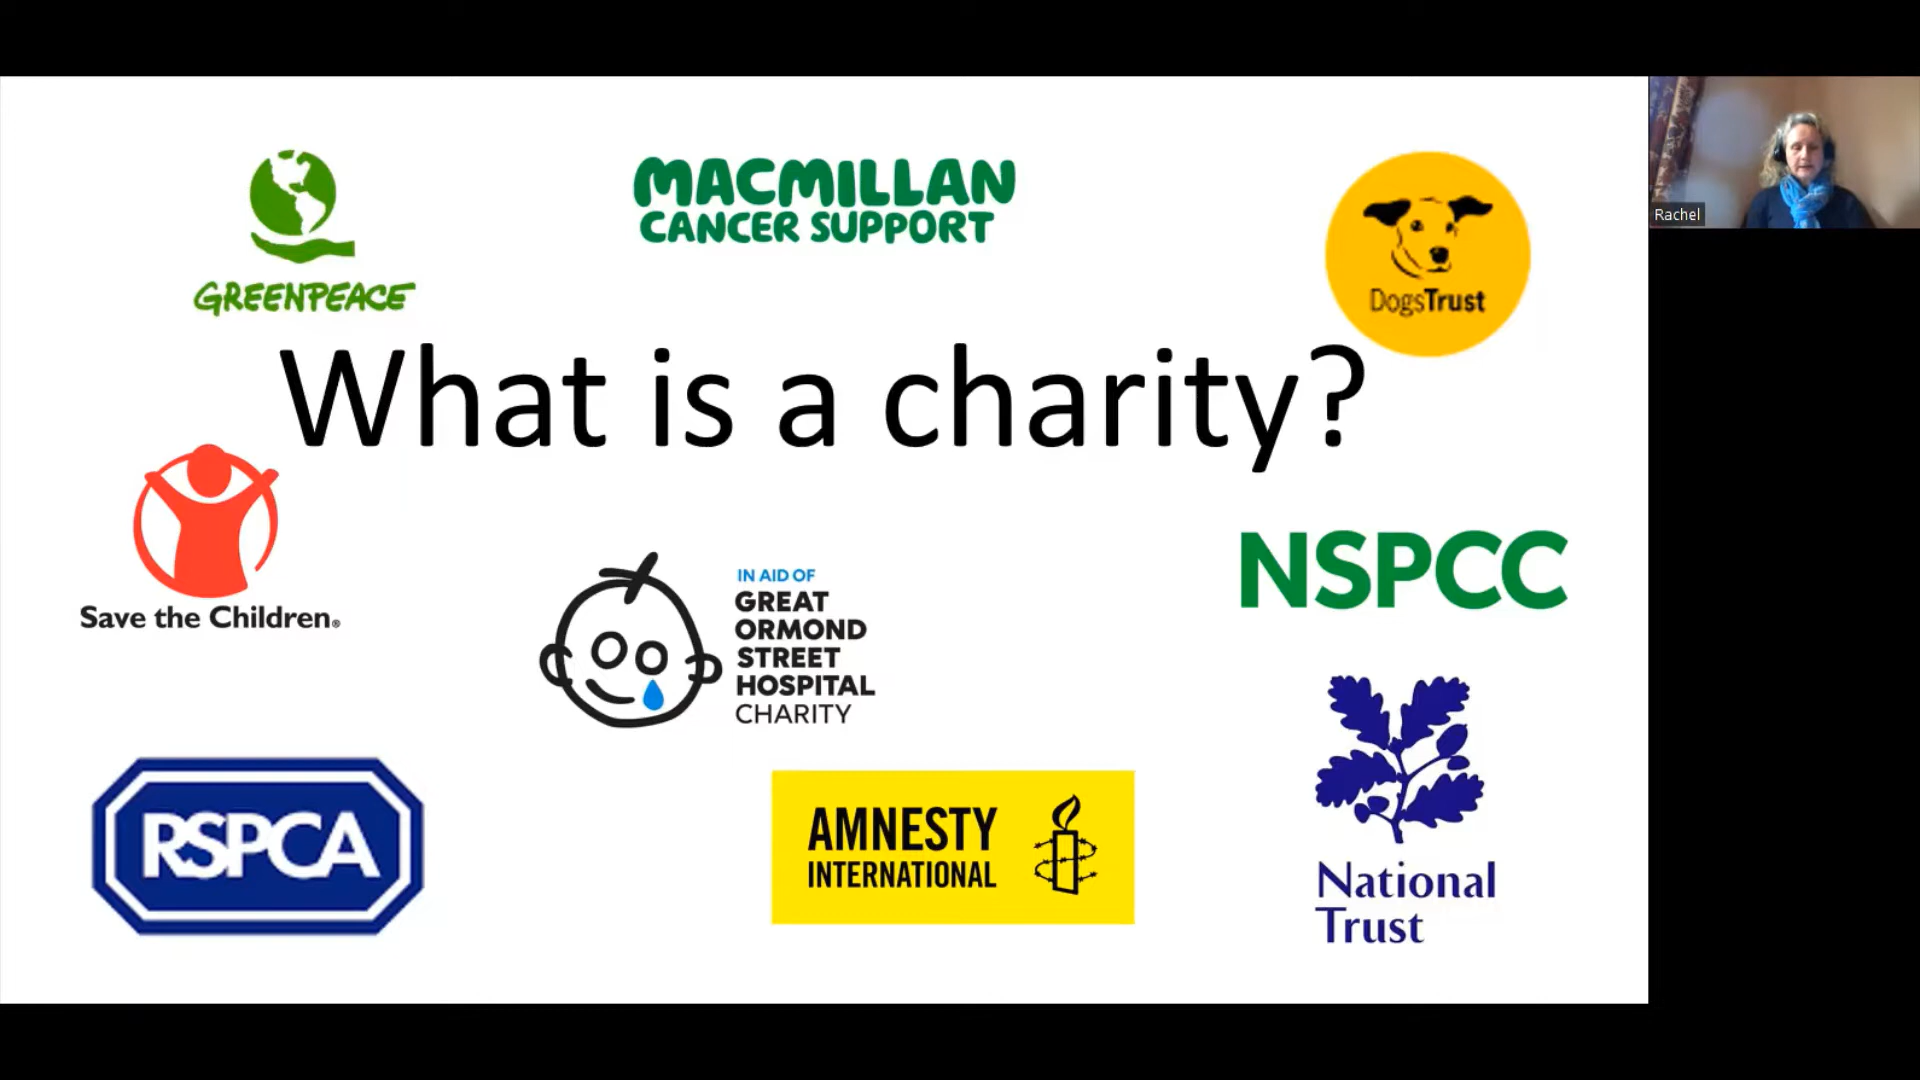 GREENPEACE
MACMILLAN
CANCER SUPPORT
DogsTrust
Rachel
What is a charity?
Save the Children®
IN AID OF
GREAT
ORMOND
STREET
HOSPITAL
CHARITY
NSPCC
RSPCA
AMNESTY
INTERNATIONAL
National
Trust